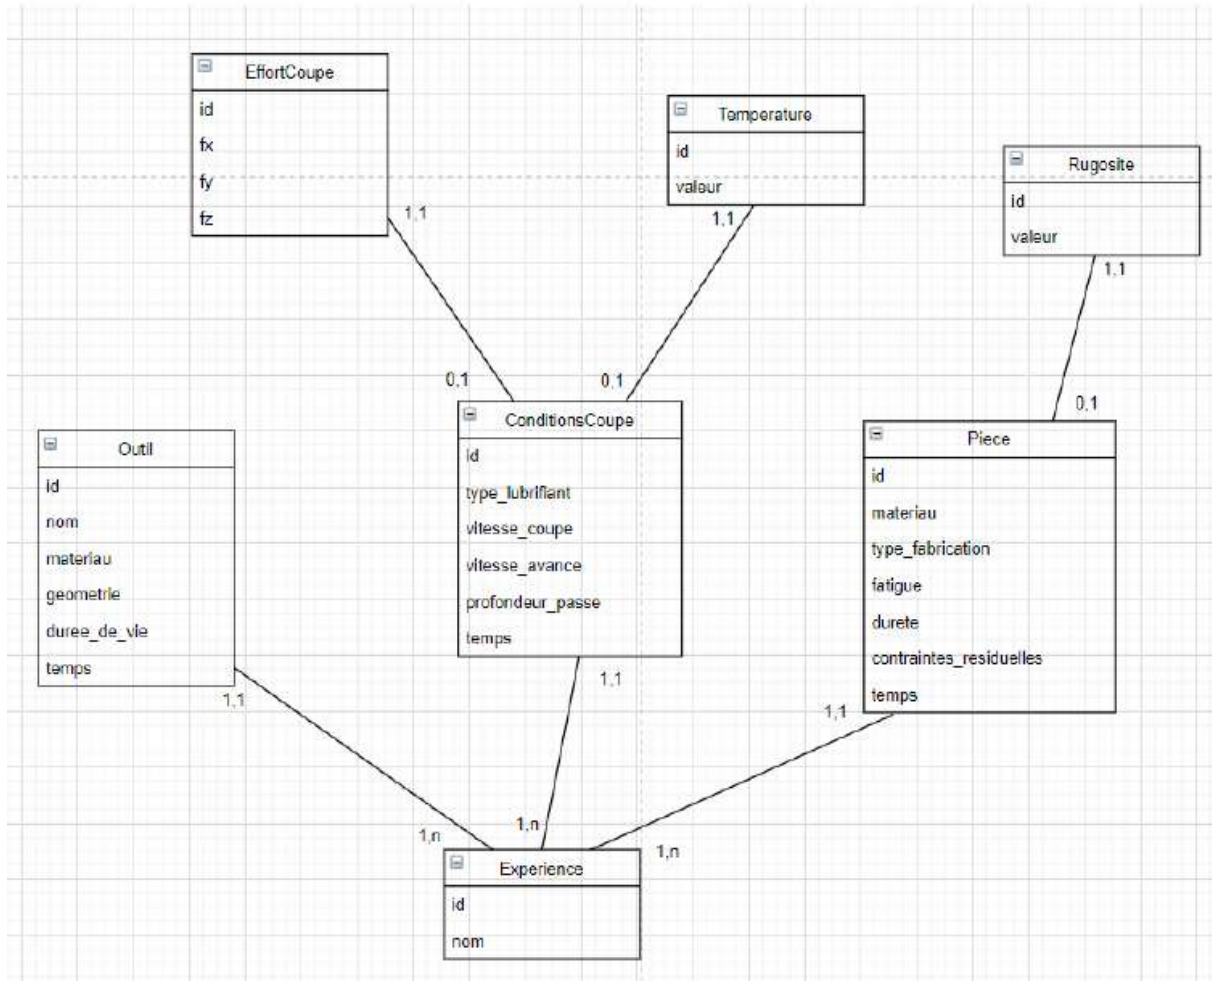 EffortCoupe
id
fx
fy
fz
1,1
Temperature
id
valeur
1,1
Rugosite
id
valeur
1,1
0,1
0,1
0,1
Outil
id
nom
materiau
geometrie
duree_de_vie
temps
1,1
ConditionsCoupe
id
type_lubrifiant
vitesse_coupe
vitesse_avance
profondeur_passe
temps
1,1
Piece
id
materiau
type_fabrication
fatigue
durete
contraintes_residuelles
temps
1,1
1,n
1,n
1,n
Experience
id
nom